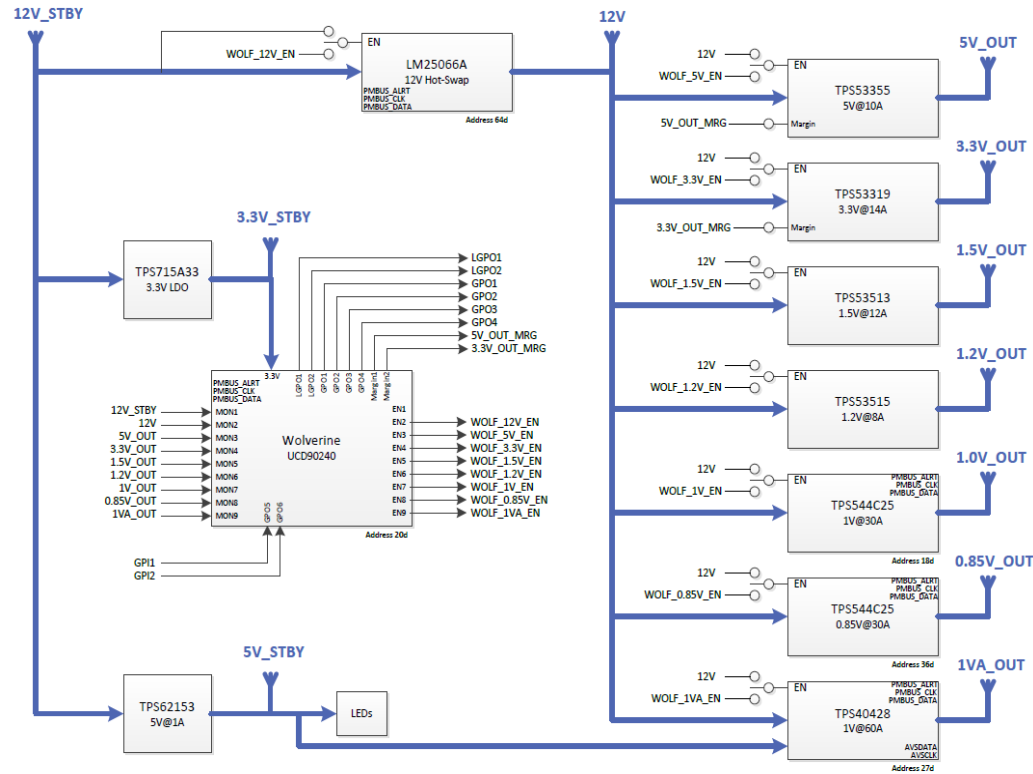 12V_STBY
WOLF_12V_EN
EN
LM25066A
12V Hot-Swap
PMBUS_ALRT
PMBUS_CLK
PMBUS_DATA
Address 64d
3.3V_STBY
TPS715A33
3.3V LDO
LGPO1
LGPO2
GPO1
GPO2
GPO3
GPO4
5V_OUT_MRG
3.3V_OUT_MRG
3.3V
LGPO1
LGPO2
GPO1
GPO2
GPO3
GPO4
Margin1
Margin2
PMBUS_ALRT
PMBUS_CLK
PMBUS_DATA
Wolverine
UCD90240
12V_STBY
12V
5V_OUT
3.3V_OUT
1.5V_OUT
1.2V_OUT
1V_OUT
0.85V_OUT
1VA_OUT
MON1
MON2
MON3
MON4
MON5
MON6
MON7
MON8
MON9
EN1
EN2
EN3
EN4
EN5
EN6
EN7
EN8
EN9
WOLF_12V_EN
WOLF_5V_EN
WOLF_3.3V_EN
WOLF_1.5V_EN
WOLF_1.2V_EN
WOLF_1V_EN
WOLF_0.85V_EN
WOLF_1VA_EN
GPO5
GPO6
Address 20d
GPI1
GPI2
5V_STBY
TPS62153
5V@1A
LEDs
12V
5V_OUT
12V
WOLF_5V_EN
EN
TPS53355
5V@10A
5V_OUT_MRG
Margin
3.3V_OUT
12V
WOLF_3.3V_EN
EN
TPS53319
3.3V@14A
3.3V_OUT_MRG
Margin
1.5V_OUT
12V
WOLF_1.5V_EN
EN
TPS53513
1.5V@12A
1.2V_OUT
12V
WOLF_1.2V_EN
EN
TPS53515
1.2V@8A
1.0V_OUT
12V
WOLF_1V_EN
EN
PMBUS_ALRT
PMBUS_CLK
PMBUS_DATA
TPS544C25
1V@30A
Address 18d
0.85V_OUT
12V
WOLF_0.85V_EN
EN
PMBUS_ALRT
PMBUS_CLK
PMBUS_DATA
TPS544C25
0.85V@30A
Address 36d
1VA_OUT
12V
WOLF_1VA_EN
EN
PMBUS_ALRT
PMBUS_CLK
PMBUS_DATA
TPS40428
1V@60A
AVSDATA
AVSCLK
Address 27d